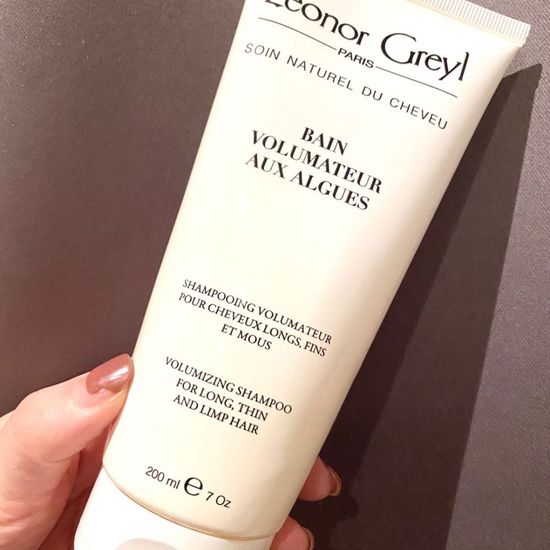 Leonor Greyl
PARIS
SOIN NATUREL DU CHEVEU
BAIN
VOLUMATEUR
AUX ALGUES
SHAMPOOING VOLUMATEUR
POUR CHEVEUX LONGS, FINS
ET MOUS
VOLUMIZING SHAMPOO
FOR LONG, THIN
AND LIMP HAIR
200 ml e 7 Oz